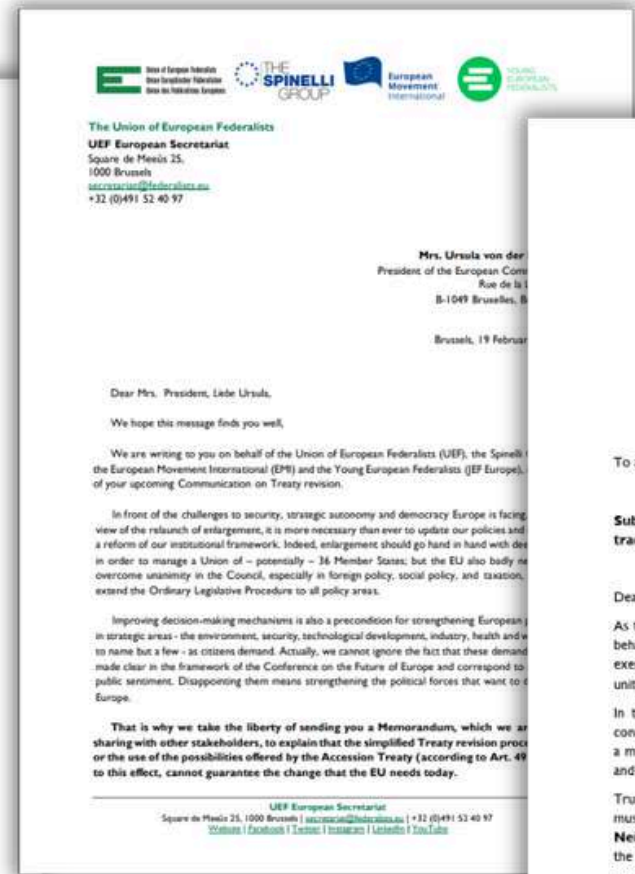 Union of European Federalists
Union Europäischer Föderalisten
Union des Fédéralistes Européens
THE
SPINELLI
GROUP
European
Movement
International
YOUNG
EUROPEAN
FEDERALISTS
The Union of European Federalists
UEF European Secretariat
Square de Meeûs 25,
1000 Brussels
secretariat@federalists.eu
+32 (0)491 52 40 97
Mrs. Ursula von der
President of the European Com
Rue de la
B-1049 Bruxelles, B
Brussels, 19 Februar
Dear Mrs. President, Liebe Ursula,
We hope this message finds you well,
We are writing to you on behalf of the Union of European Federalists (UEF), the Spinelli
the European Movement International (EMI) and the Young European Federalists (JEF Europe),
of your upcoming Communication on Treaty revision.
In front of the challenges to security, strategic autonomy and democracy Europe is facing
view of the relaunch of enlargement, it is more necessary than ever to update our policies and
a reform of our institutional framework. Indeed, enlargement should go hand in hand with dee
in order to manage a Union of – potentially – 36 Member States; but the EU also badly ne
overcome unanimity in the Council, especially in foreign policy, social policy, and taxation,
extend the Ordinary Legislative Procedure to all policy areas.
Improving decision-making mechanisms is also a precondition for strengthening European p
in strategic areas - the environment, security, technological development, industry, health and w
to name but a few - as citizens demand. Actually, we cannot ignore the fact that these demand
made clear in the framework of the Conference on the Future of Europe and correspond to
public sentiment. Disappointing them means strengthening the political forces that want to d
Europe.
That is why we take the liberty of sending you a Memorandum, which we ar
sharing with other stakeholders, to explain that the simplified Treaty revision proce
or the use of the possibilities offered by the Accession Treaty (according to Art. 49
to this effect, cannot guarantee the change that the EU needs today.
UEF European Secretariat
Square de Meeûs 25, 1000 Brussels | secretariat@federalists.eu | +32 (0)491 52 40 97
Website | Facebook | Twitter | Instagram | LinkedIn | YouTube
To a
Sub
trac
Dea
As t
beh
exe
unit
In t
con
a m
and
Tru
mus
Nei
the